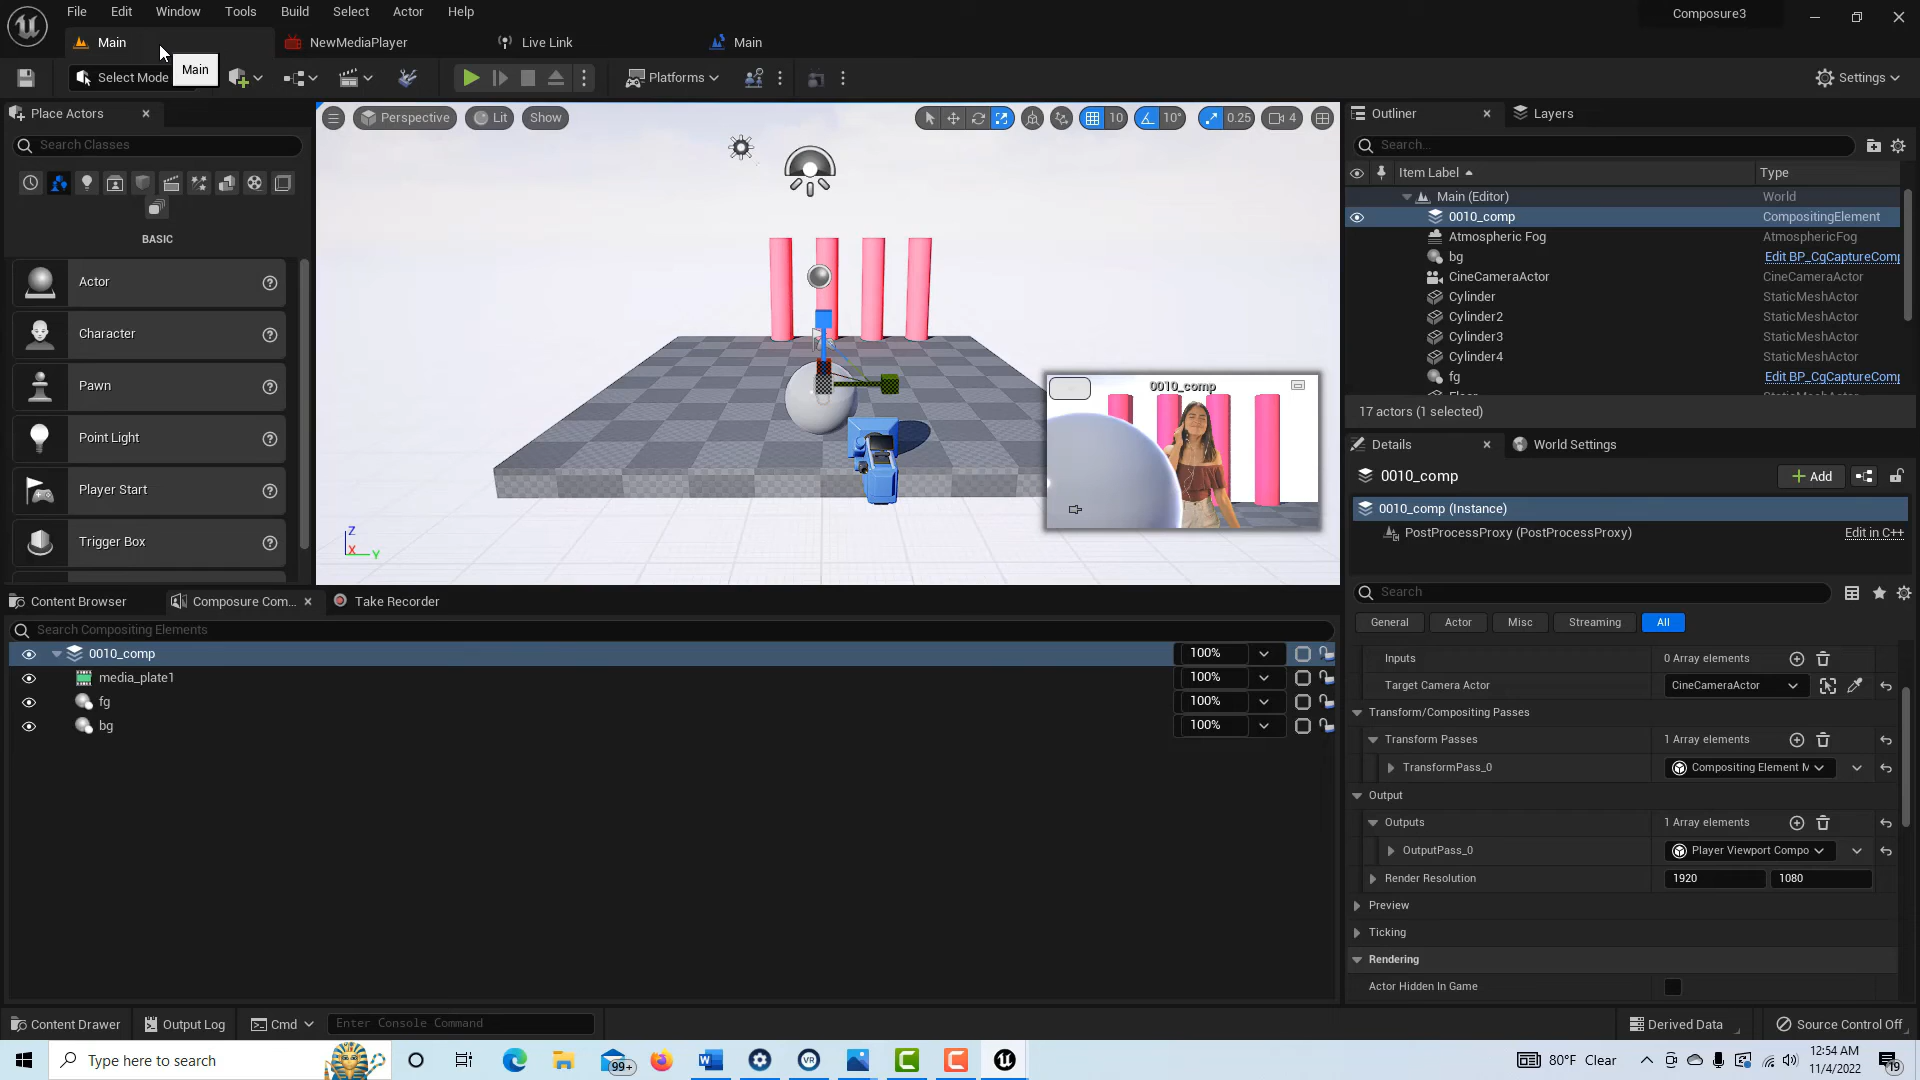 File Edit Window Tools Build Select Actor Help
Composure3
Main NewMediaPlayer Live Link Main
Select Mode Main Platforms Settings
Place Actors
Search Classes
BASIC
Actor
Character
Pawn
Point Light
Player Start
Trigger Box
Perspective Lit Show 10 10° 0.25 4
0010_comp
Z
X Y
Outliner Layers
Search...
Item Label Type
Main (Editor) World
0010_comp CompositingElement
Atmospheric Fog AtmosphericFog
bg Edit BP_CgCaptureComp
CineCameraActor CineCameraActor
Cylinder StaticMeshActor
Cylinder2 StaticMeshActor
Cylinder3 StaticMeshActor
Cylinder4 StaticMeshActor
fg Edit BP_CgCaptureComp
17 actors (1 selected)
Details World Settings
0010_comp Add
0010_comp (Instance)
PostProcessProxy (PostProcessProxy) Edit in C++
Search
General Actor Misc Streaming All
Inputs 0 Array elements
Target Camera Actor CineCameraActor
Transform/Compositing Passes
Transform Passes 1 Array elements
TransformPass_0 Compositing Element M
Output
Outputs 1 Array elements
OutputPass_0 Player Viewport Compo
Render Resolution 1920 1080
Preview
Ticking
Rendering
Actor Hidden In Game
Content Browser Composure Com... Take Recorder
Search Compositing Elements
0010_comp 100%
media_plate1 100%
fg 100%
bg 100%
Content Drawer Output Log Cmd Enter Console Command Derived Data Source Control Off
Type here to search 99+ 80°F Clear 12:54 AM
11/4/2022 19